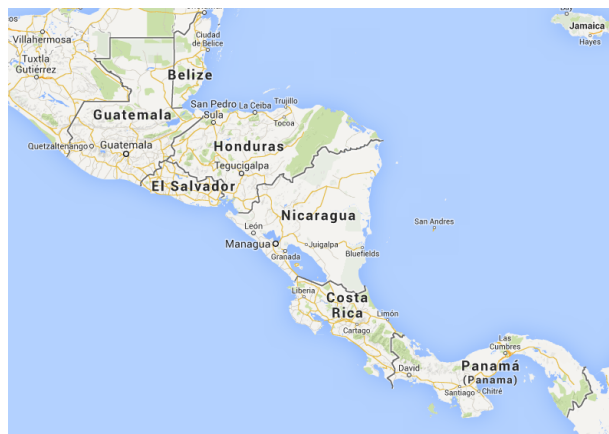 Jamaica
Hayes
Villahermosa
Ciudad
de Belice
Tuxtla
Gutiérrez
Belize
San Pedro
Sula
La Ceiba
Trujillo
Tocoa
Guatemala
Honduras
Quetzaltenango
Guatemala
Tegucigalpa
El Salvador
Nicaragua
San Andres
León
Managua
Juigalpa
Granada
Bluefields
Liberia
Costa
Rica
Limón
Cartago
Las
Cumbres
David
Panamá
(Panama)
Santiago
Chitré